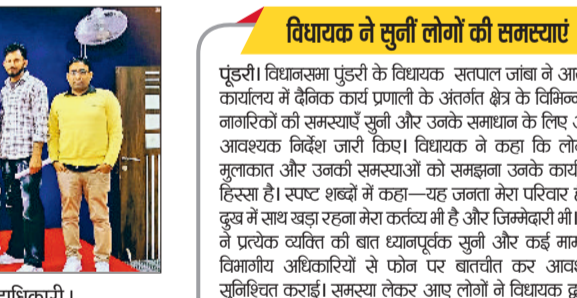 विधायक ने सुनीं लोगों की समस्याएं
पूंडरी। विधानसभा पुंडरी के विधायक सतपाल जांबा ने
कार्यालय में दैनिक कार्य प्रणाली के अंतर्गत क्षेत्र के
नागरिकों की समस्याएँ सुनी और उनके समाधान के लिए
आवश्यक निर्देश जारी किए। विधायक ने कहा कि
मुलाकात और उनकी समस्याओं को समझना उनके
हिस्सा है। स्पष्ट शब्दों में कहा—यह जनता मेरा परिवार
दुख में साथ खड़ा रहना मेरा कर्तव्य भी है और जिम्मेदारी भी।
ने प्रत्येक व्यक्ति की बात ध्यानपूर्वक सुनी और कई
विभागीय अधिकारियों से फोन पर बातचीत कर
सुनिश्चित कराई। समस्या लेकर आए लोगों ने विधायक